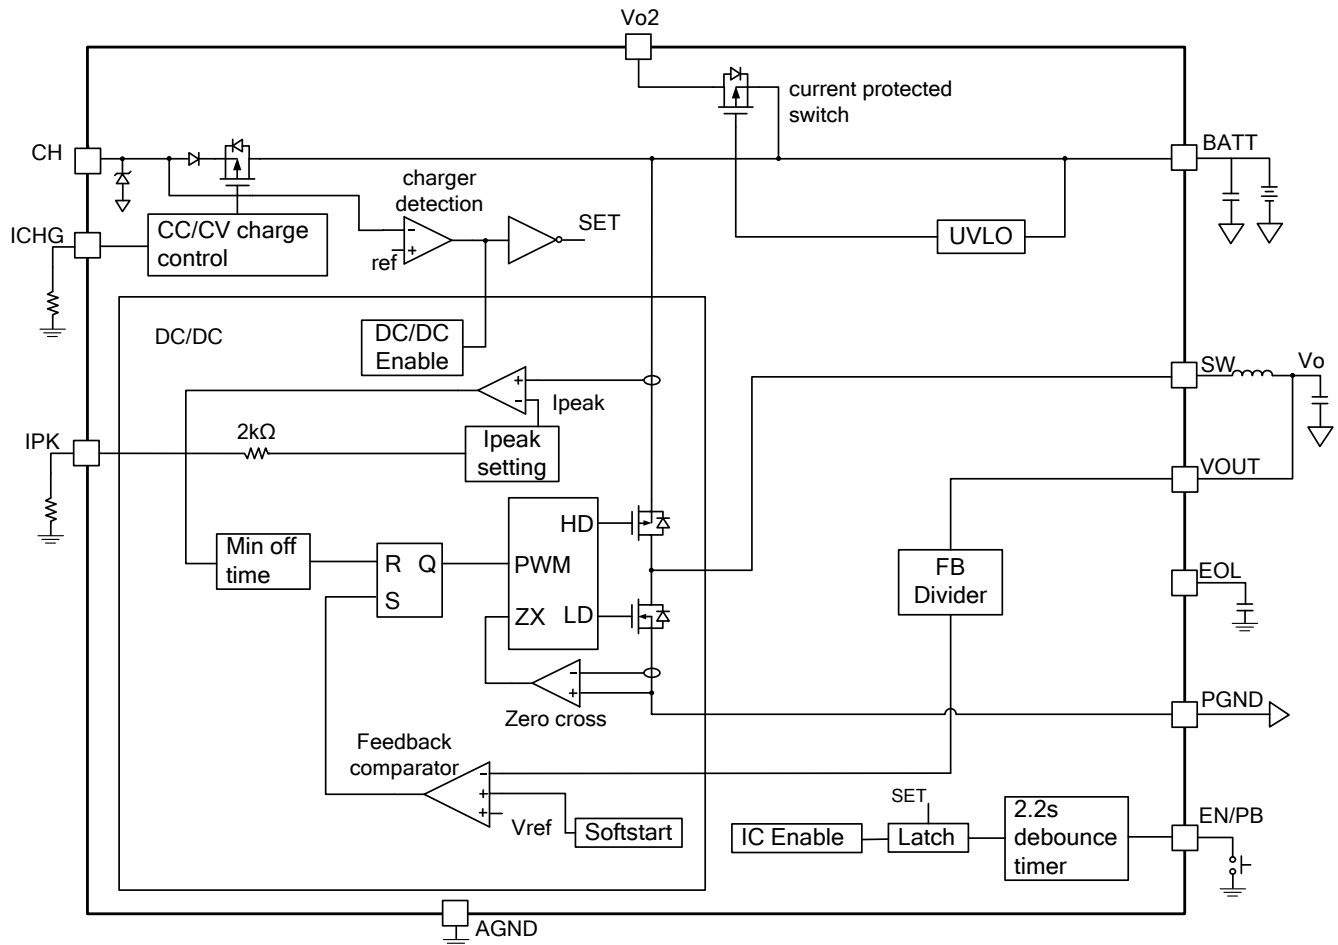 Vo2
current protected
switch
CH
BATT
charger
detection
-
+
ref
SET
ICHG
CC/CV charge
control
UVLO
DC/DC
DC/DC
Enable
+
-
Ipeak
SW
Vo
IPK
2kΩ
Ipeak
setting
VOUT
HD
PWM
ZX
LD
Min off
time
R
Q
S
FB
Divider
EOL
-
+
Zero cross
PGND
Feedback
comparator
-
+
+
Vref
Softstart
SET
IC Enable
Latch
2.2s
debounce
timer
EN/PB
AGND